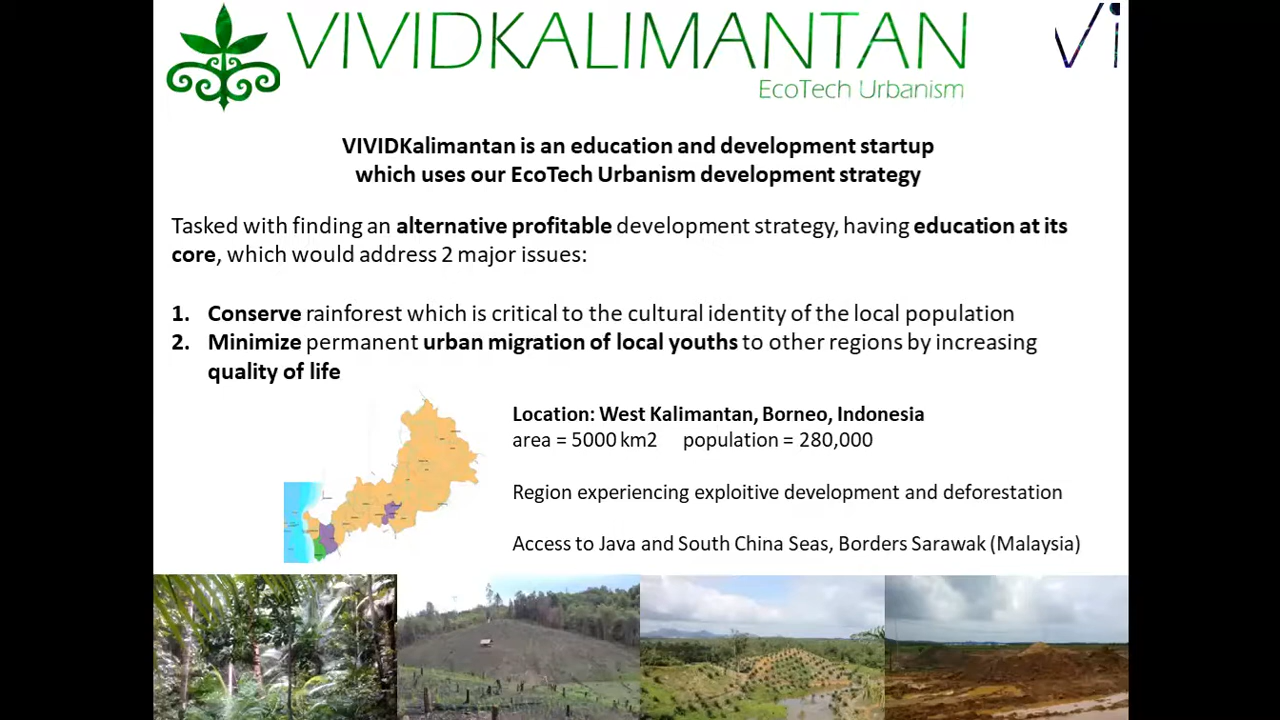 VIVIDKALIMANTAN
EcoTech Urbanism
Vi
VIVIDKalimantan is an education and development startup
which uses our EcoTech Urbanism development strategy
Tasked with finding an alternative profitable development strategy, having education at its
core, which would address 2 major issues:
1. Conserve rainforest which is critical to the cultural identity of the local population
2. Minimize permanent urban migration of local youths to other regions by increasing
quality of life
Location: West Kalimantan, Borneo, Indonesia
area = 5000 km2 population = 280,000
Region experiencing exploitive development and deforestation
Access to Java and South China Seas, Borders Sarawak (Malaysia)